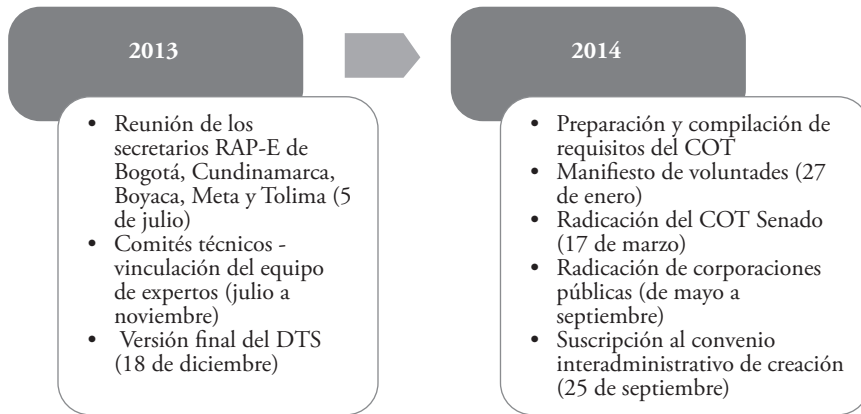 2013
• Reunión de los
secretarios RAP-E de
Bogotá, Cundinamarca,
Boyaca, Meta y Tolima (5
de julio)
• Comités técnicos -
vinculación del equipo
de expertos (julio a
noviembre)
• Versión final del DTS
(18 de diciembre)
2014
• Preparación y compilación de
requisitos del COT
• Manifiesto de voluntades (27
de enero)
• Radicación del COT Senado
(17 de marzo)
• Radicación de corporaciones
públicas (de mayo a
septiembre)
• Suscripción al convenio
interadministrativo de creación
(25 de septiembre)